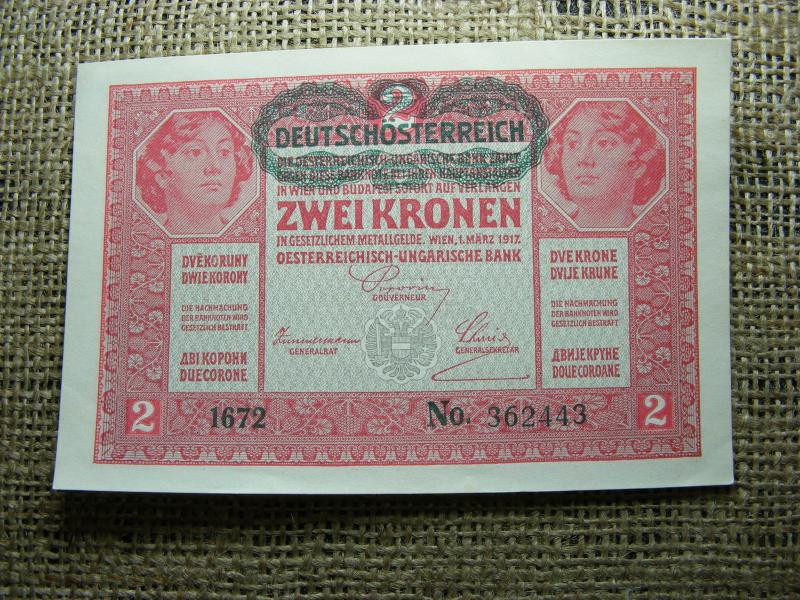 2
DEUTSCHÖSTERREICH
DIE OESTERREICHISCH-UNGARISCHE BANK ZAHLT
GEGEN DIESE BANKNOTE BEI IHREN HAUPTANSTALTEN
IN WIEN UND BUDAPEST SOFORT AUF VERLANGEN
ZWEI KRONEN
IN GESETZLICHEM METALLGELDE. WIEN, 1. MÄRZ 1917.
OESTERREICHISCH-UNGARISCHE BANK
Popovics
GOUVERNEUR
GENERALRAT
GENERALSEKRETÄR
DVĚ KORUNY
DWIE KORONY
DIE NACHMACHUNG
DER BANKNOTEN WIRD
GESETZLICH BESTRAFT
ДВІ КОРОНИ
DUE CORONE
DVE KRONE
DVIJE KRUNE
DIE NACHMACHUNG
DER BANKNOTEN WIRD
GESETZLICH BESTRAFT
ДВИЈЕ КРУНЕ
DOUE COROANE
2 1672 No. 362443 2